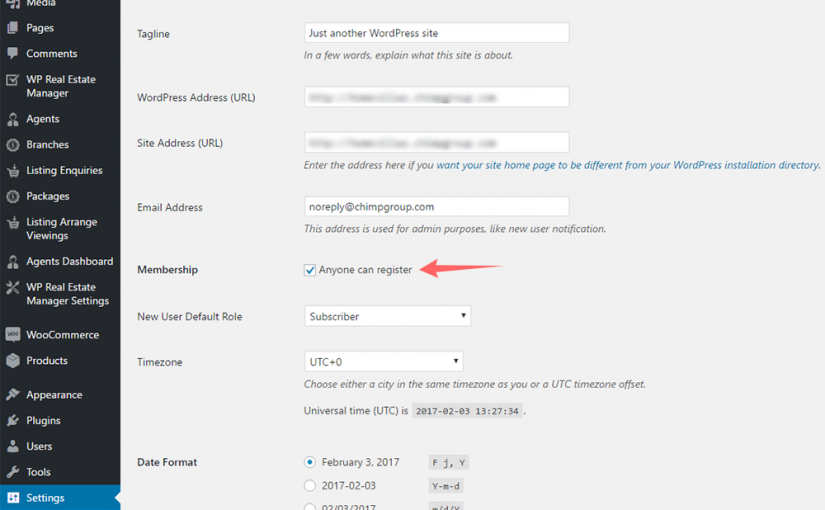 Media
Pages
Comments
WP Real Estate
Manager
Agents
Branches
Listing Enquiries
Packages
Listing Arrange
Viewings
Agents Dashboard
WP Real Estate
Manager Settings
WooCommerce
Products
Appearance
Plugins
Users
Tools
Settings
Tagline
Just another WordPress site
In a few words, explain what this site is about.
WordPress Address (URL)
Site Address (URL)
Enter the address here if you want your site home page to be different from your WordPress installation directory.
Email Address
noreply@chimpgroup.com
This address is used for admin purposes, like new user notification.
Membership
Anyone can register
New User Default Role
Subscriber
Timezone
UTC+0
Choose either a city in the same timezone as you or a UTC timezone offset.
Universal time (UTC) is 2017-02-03 13:27:34 .
Date Format
February 3, 2017 F j, Y
2017-02-03 Y-m-d
02/03/2017 m/d/Y